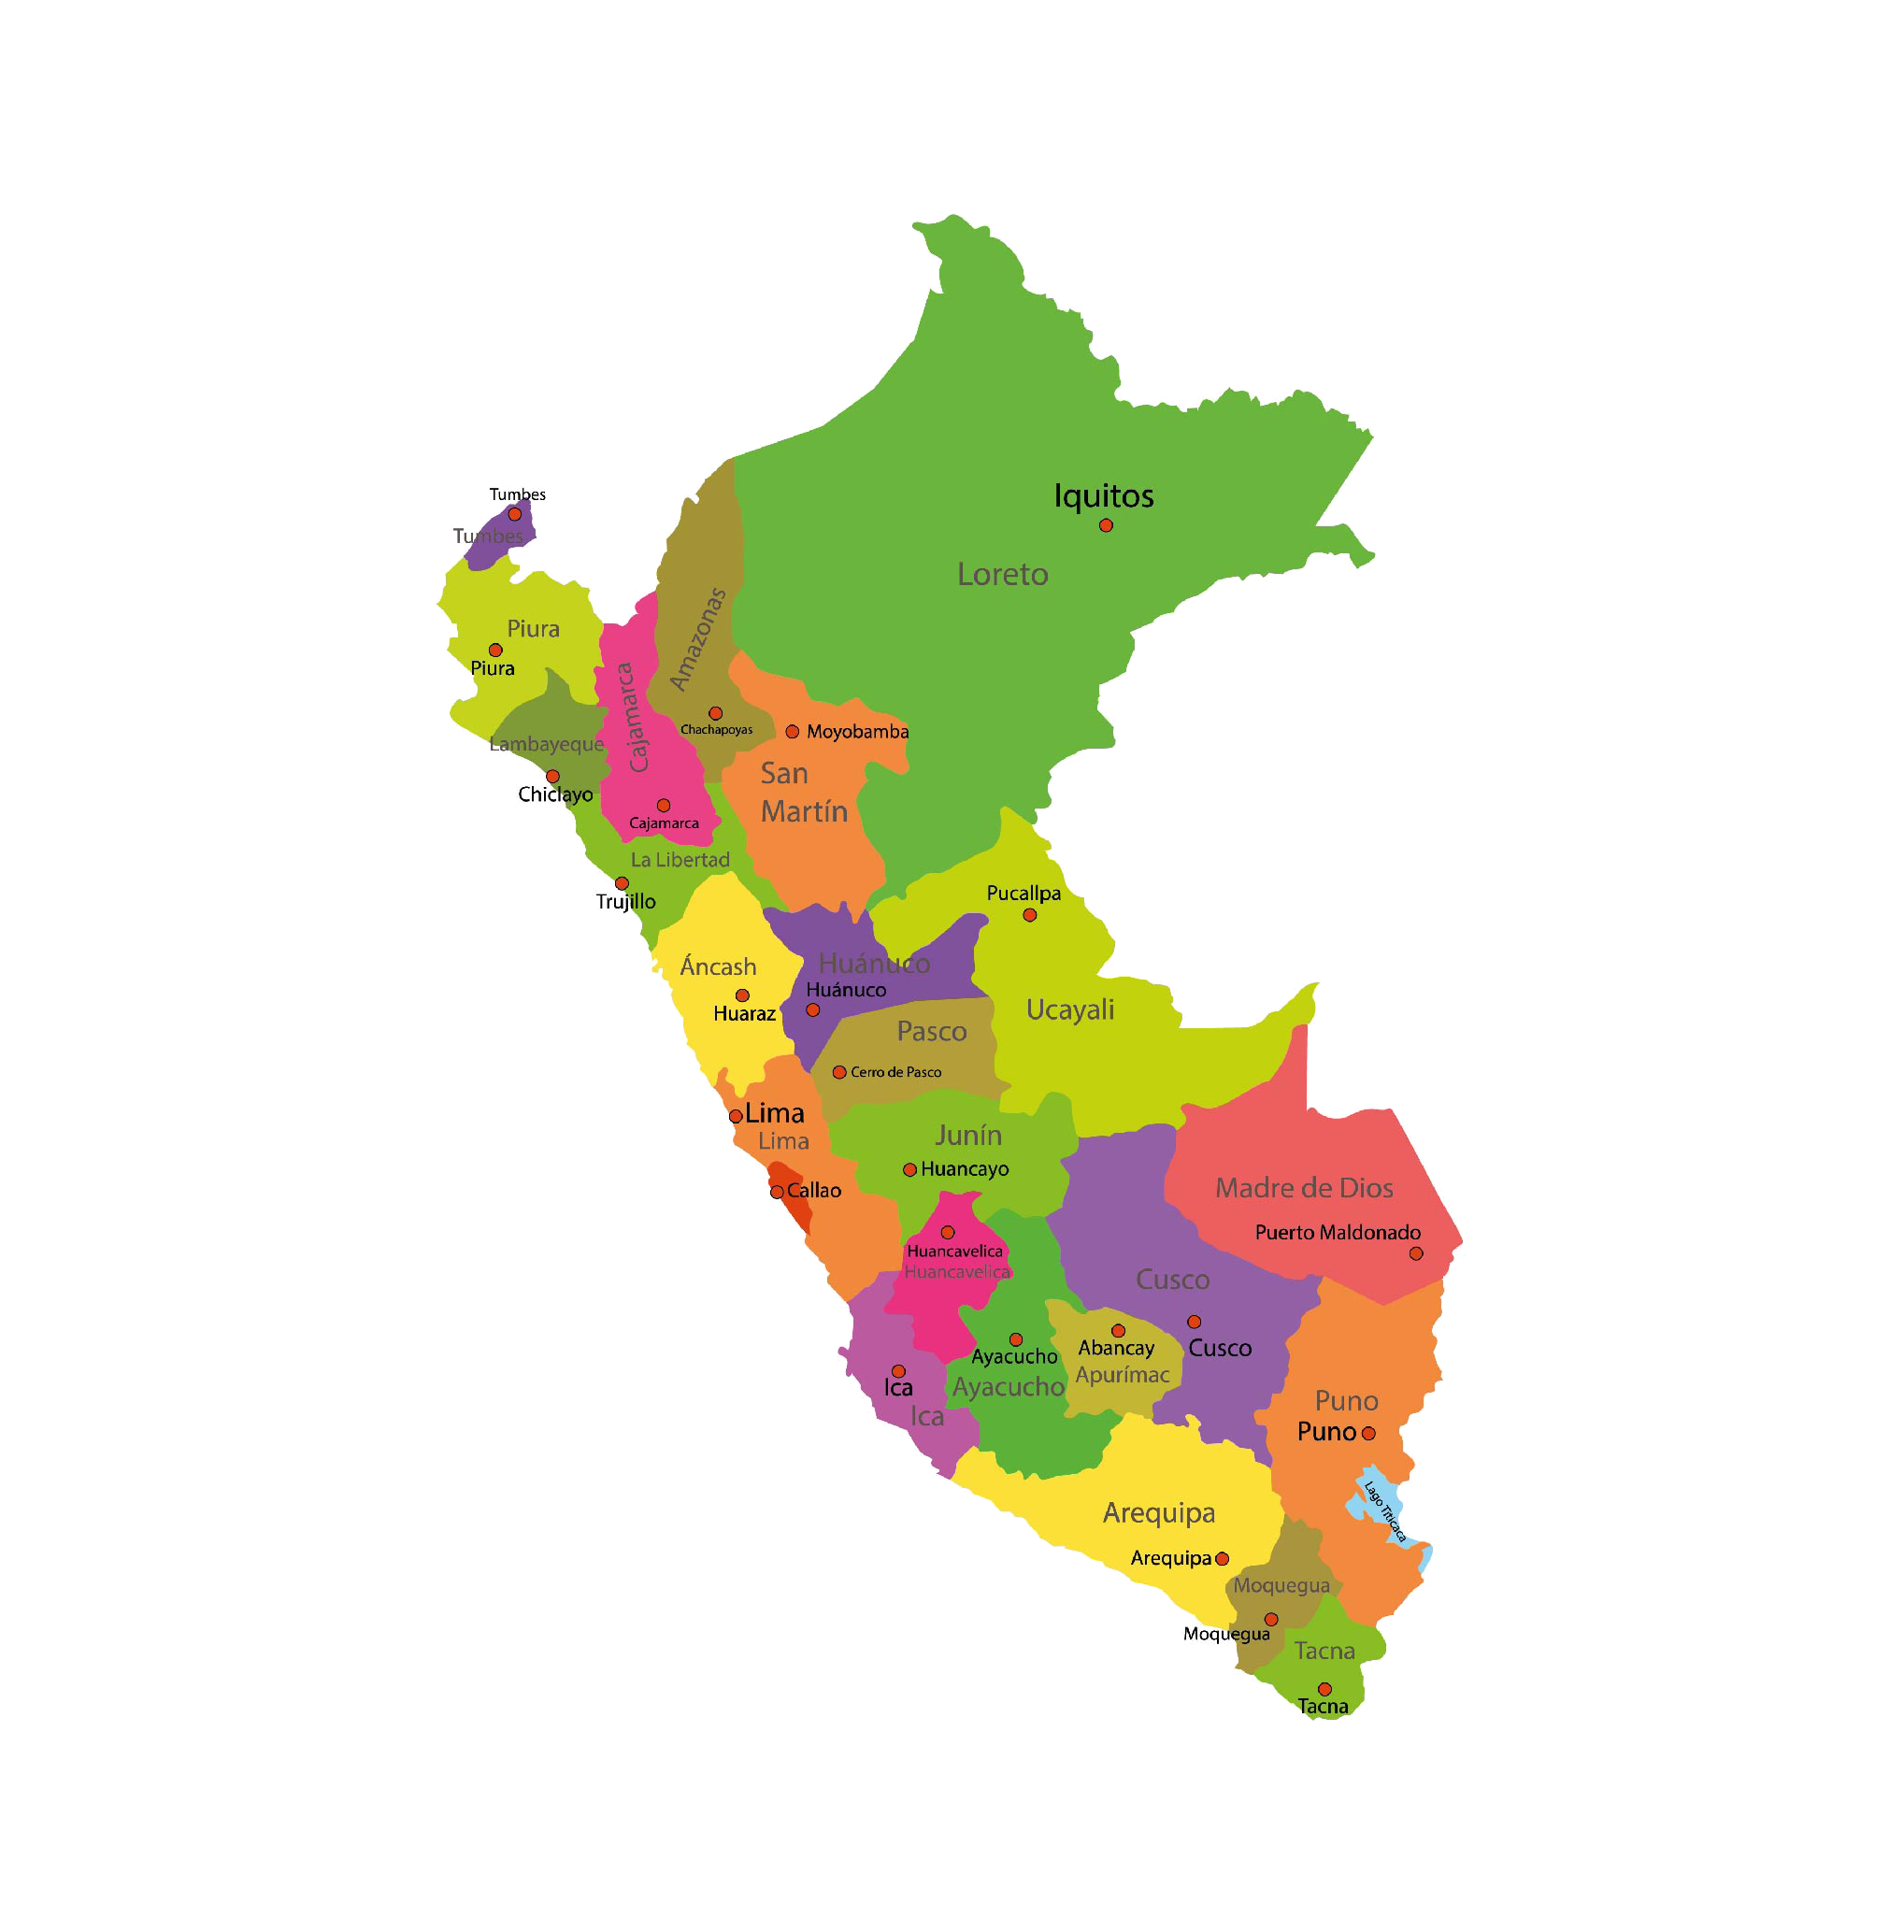 Iquitos
Tumbes
Tumbes
Loreto
Piura
Piura
Amazonas
Cajamarca
Chachapoyas
Moyobamba
Lambayeque
San
Martín
Chiclayo
Cajamarca
La Libertad
Trujillo
Pucallpa
Áncash
Huánuco
Huánuco
Huaraz
Ucayali
Pasco
Cerro de Pasco
Lima
Lima
Junín
Huancayo
Callao
Madre de Dios
Puerto Maldonado
Huancavelica
Huancavelica
Cusco
Cusco
Abancay
Apurímac
Ayacucho
Ayacucho
Ica
Ica
Puno
Puno
Lago Titicaca
Arequipa
Arequipa
Moquegua
Moquegua
Tacna
Tacna